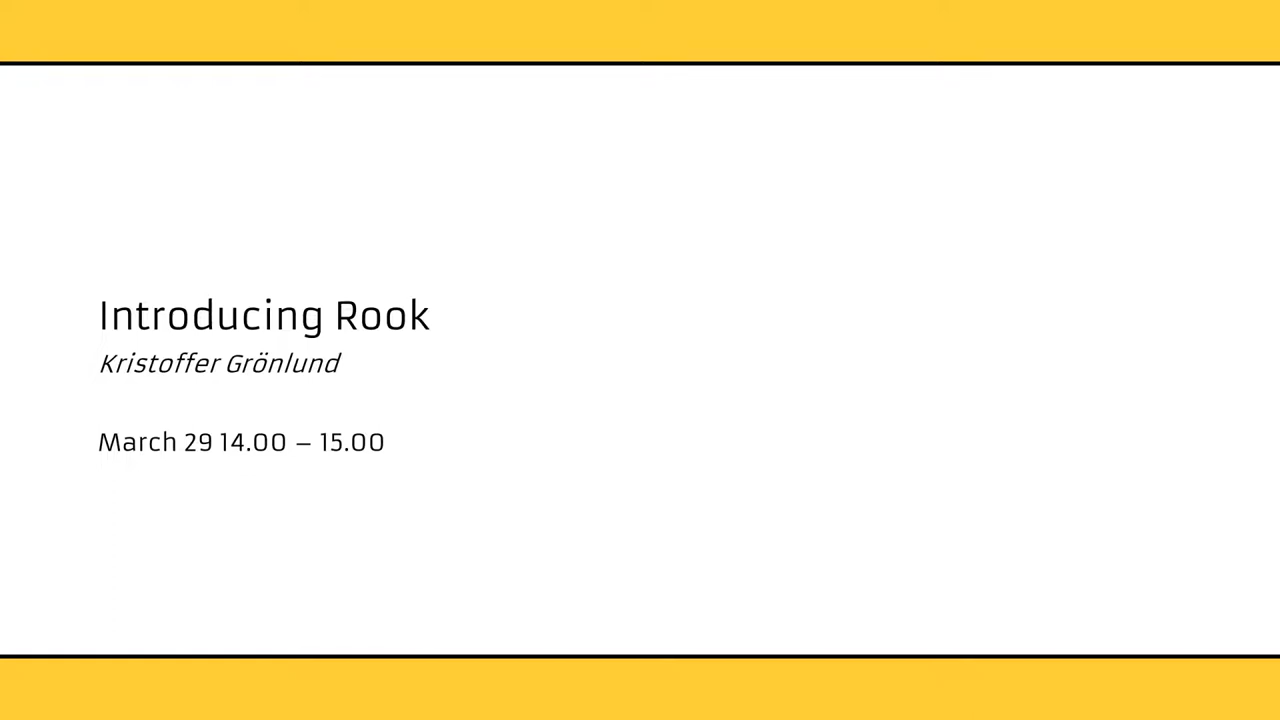 Introducing Rook
Kristoffer Grönlund
March 29 14.00 – 15.00